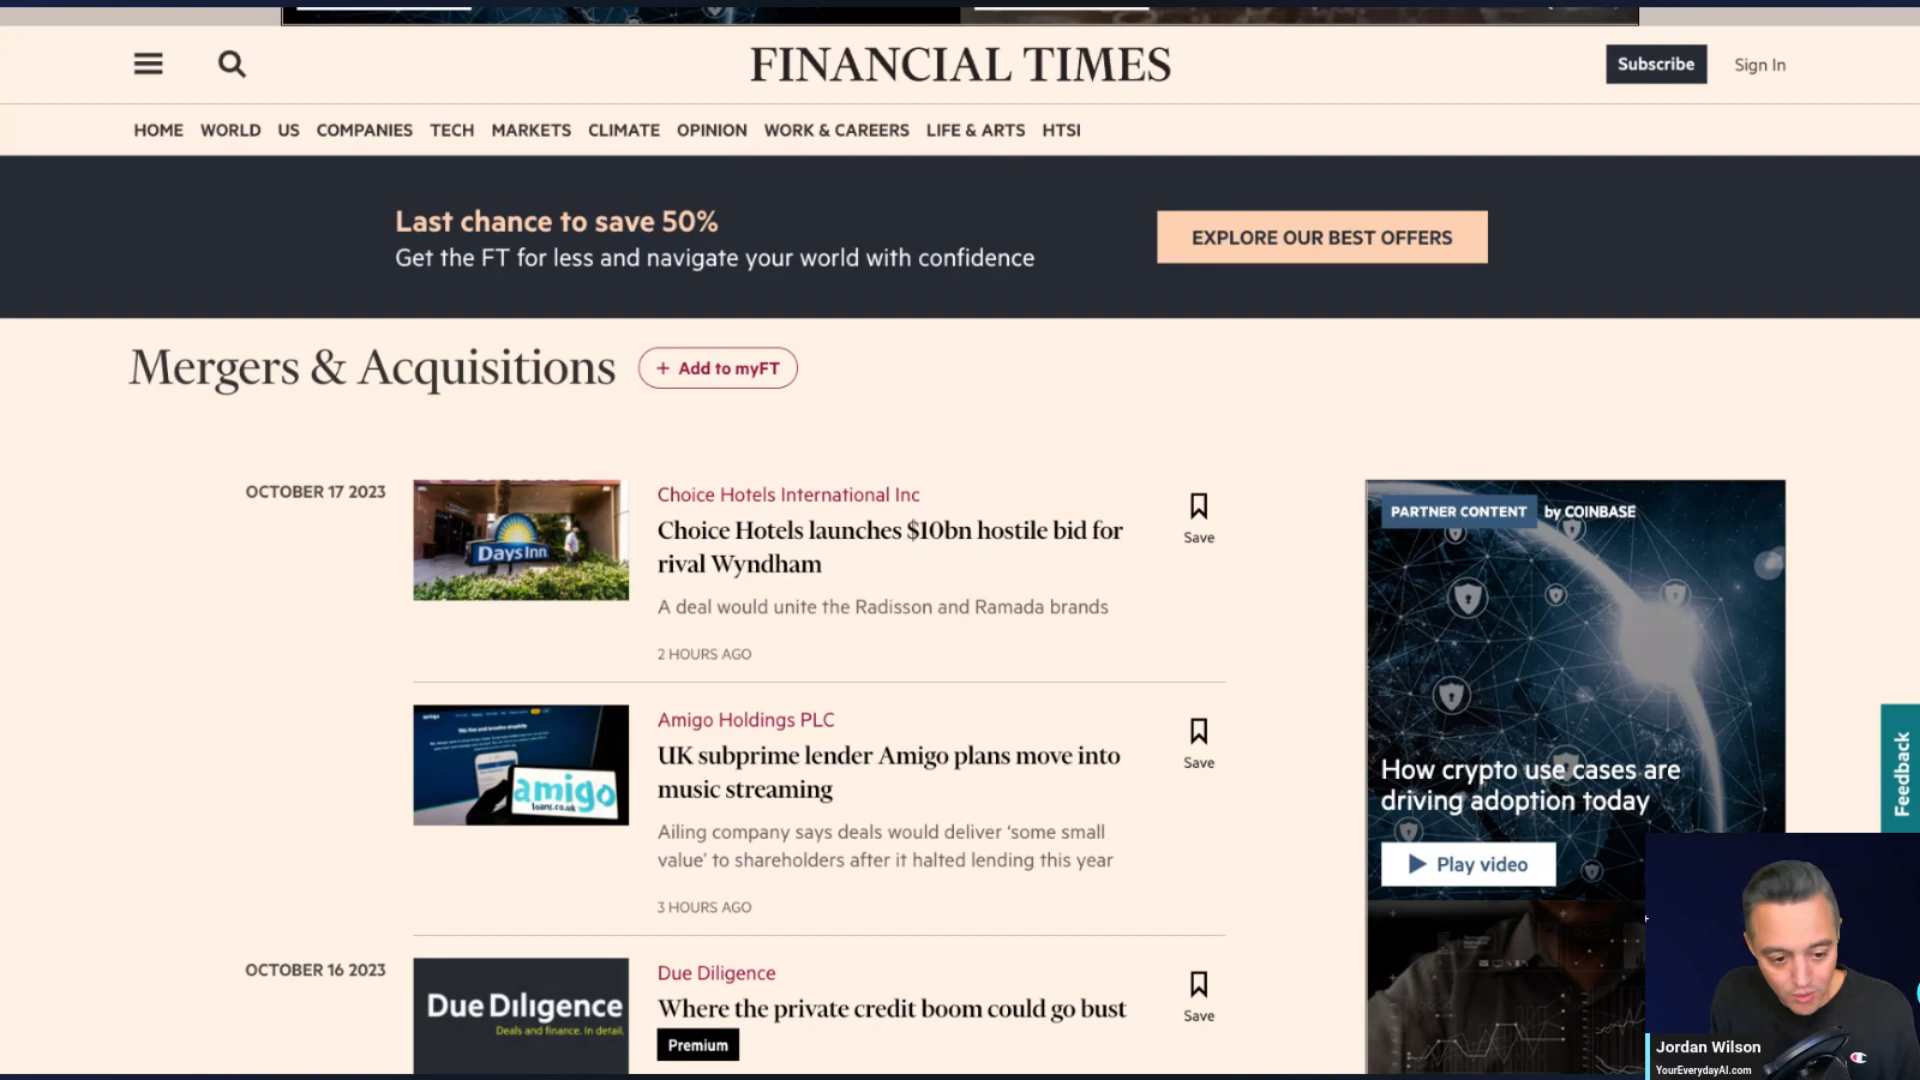 FINANCIAL TIMES
Subscribe
Sign In
HOME WORLD US COMPANIES TECH MARKETS CLIMATE OPINION WORK & CAREERS LIFE & ARTS HTSI
Last chance to save 50%
Get the FT for less and navigate your world with confidence
EXPLORE OUR BEST OFFERS
Mergers & Acquisitions
+ Add to myFT
OCTOBER 17 2023
Days Inn
Choice Hotels International Inc
Choice Hotels launches $10bn hostile bid for
rival Wyndham
A deal would unite the Radisson and Ramada brands
2 HOURS AGO
Save
amigo
loans.co.uk
Amigo Holdings PLC
UK subprime lender Amigo plans move into
music streaming
Ailing company says deals would deliver ‘some small
value’ to shareholders after it halted lending this year
3 HOURS AGO
Save
OCTOBER 16 2023
Due Diligence
Deals and finance. In detail.
Due Diligence
Where the private credit boom could go bust
Premium
Save
PARTNER CONTENT by COINBASE
How crypto use cases are
driving adoption today
Play video
Feedback
Jordan Wilson
YourEverydayAI.com